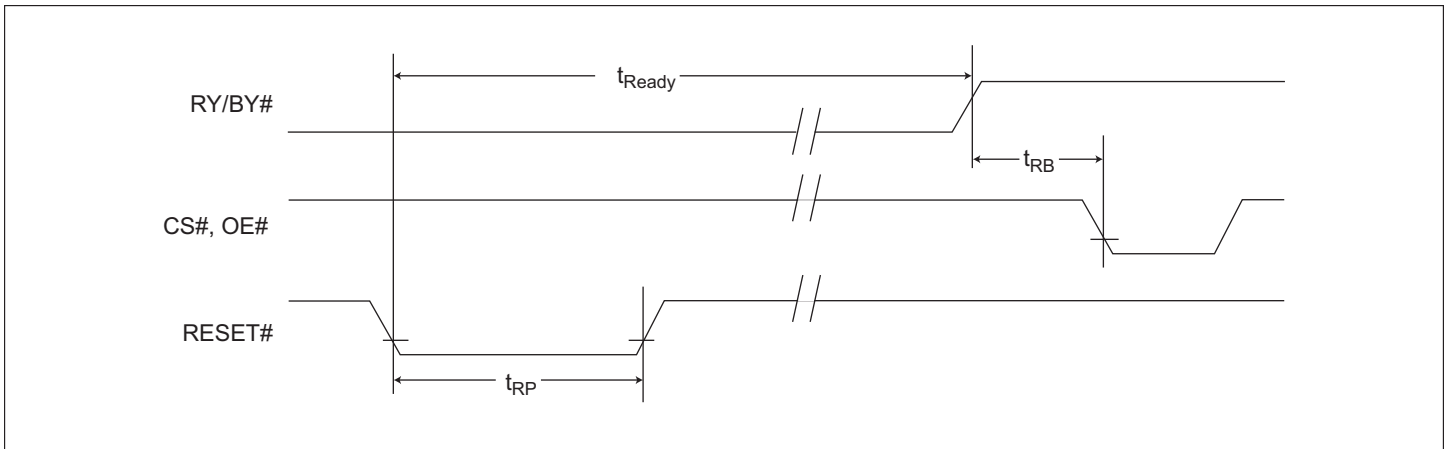 tReady
RY/BY#
tRB
CS#, OE#
RESET#
tRP